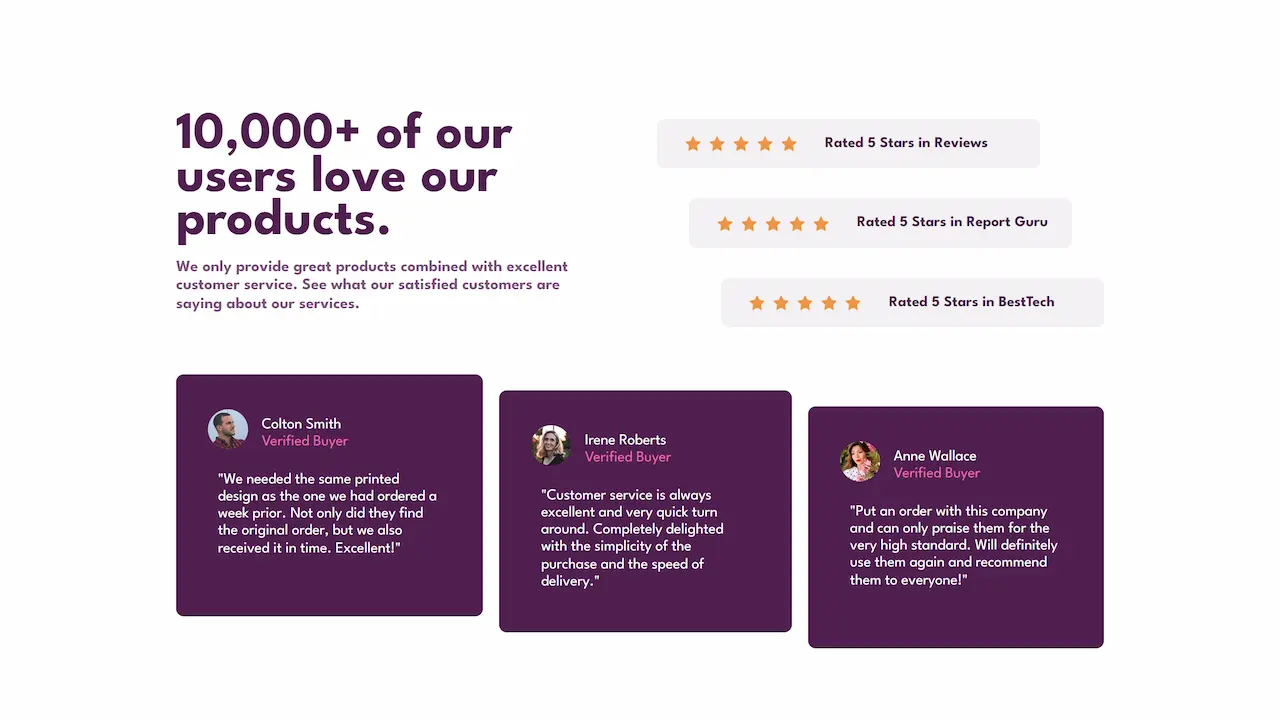 10,000+ of our
users love our
products.
We only provide great products combined with excellent
customer service. See what our satisfied customers are
saying about our services.
Rated 5 Stars in Reviews
Rated 5 Stars in Report Guru
Rated 5 Stars in BestTech
Colton Smith
Verified Buyer
"We needed the same printed
design as the one we had ordered a
week prior. Not only did they find
the original order, but we also
received it in time. Excellent!"
Irene Roberts
Verified Buyer
"Customer service is always
excellent and very quick turn
around. Completely delighted
with the simplicity of the
purchase and the speed of
delivery."
Anne Wallace
Verified Buyer
"Put an order with this company
and can only praise them for the
very high standard. Will definitely
use them again and recommend
them to everyone!"